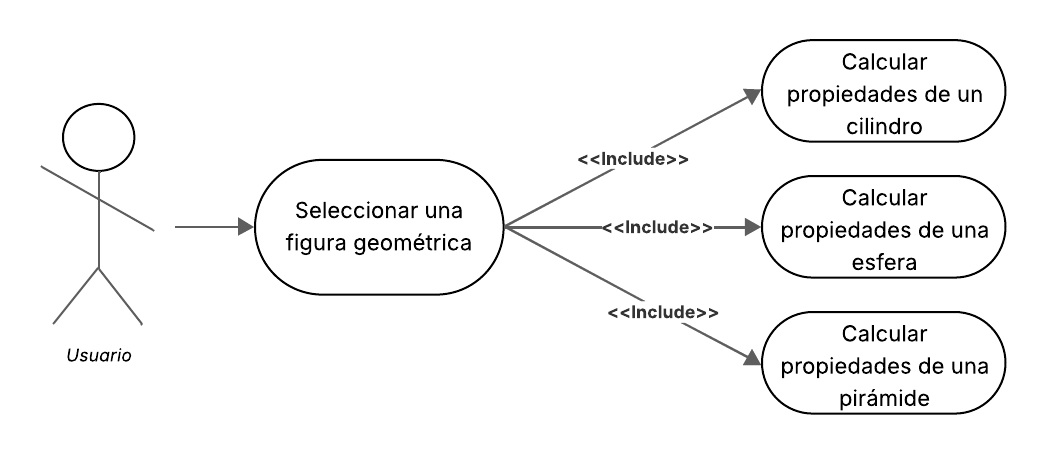 Usuario
Seleccionar una
figura geométrica
<<Include>>
<<Include>>
<<Include>>
Calcular
propiedades de un
cilindro
Calcular
propiedades de una
esfera
Calcular
propiedades de una
pirámide